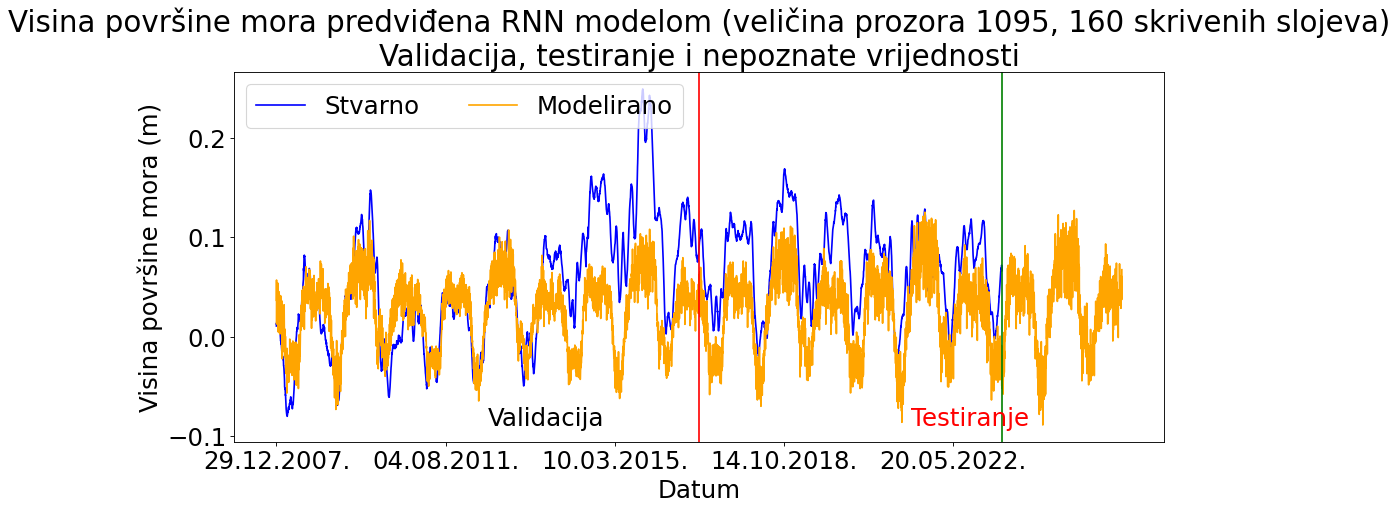 Visina površine mora predviđena RNN modelom (veličina prozora 1095, 160 skrivenih slojeva)
Validacija, testiranje i nepoznate vrijednosti
Stvarno
Modelirano
Visina površine mora (m)
0.2
0.1
0.0
−0.1
Validacija
Testiranje
29.12.2007.
04.08.2011.
10.03.2015.
14.10.2018.
20.05.2022.
Datum